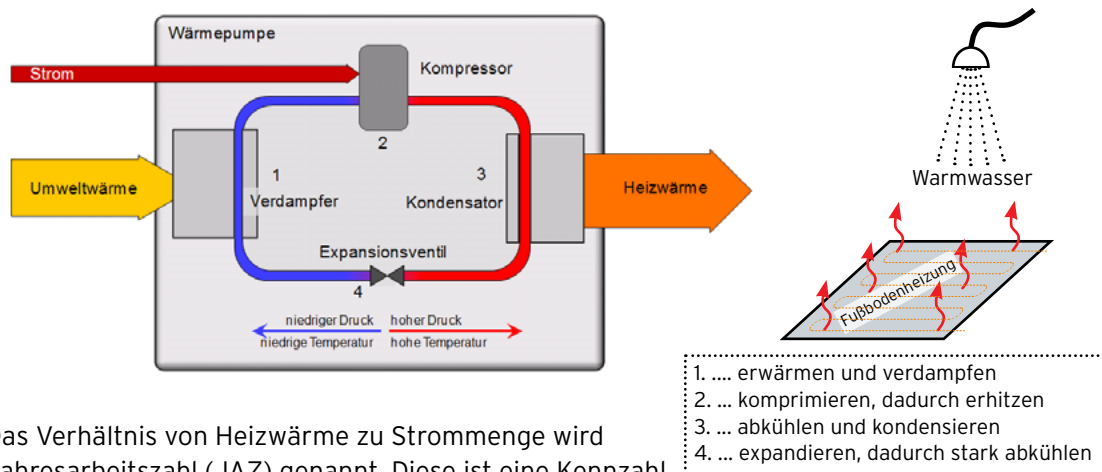 Wärmepumpe
Strom
Kompressor
2
1
3
Umweltwärme
Verdampfer
Kondensator
Heizwärme
Expansionsventil
4
niedriger Druck
hoher Druck
niedrige Temperatur
hohe Temperatur
Warmwasser
Fußbodenheizung
1. .... erwärmen und verdampfen
2. ... komprimieren, dadurch erhitzen
3. ... abkühlen und kondensieren
4. ... expandieren, dadurch stark abkühlen
as Verhältnis von Heizwärme zu Strommenge wird
ahresarbeitszahl (JAZ) genannt. Diese ist eine Kennzahl